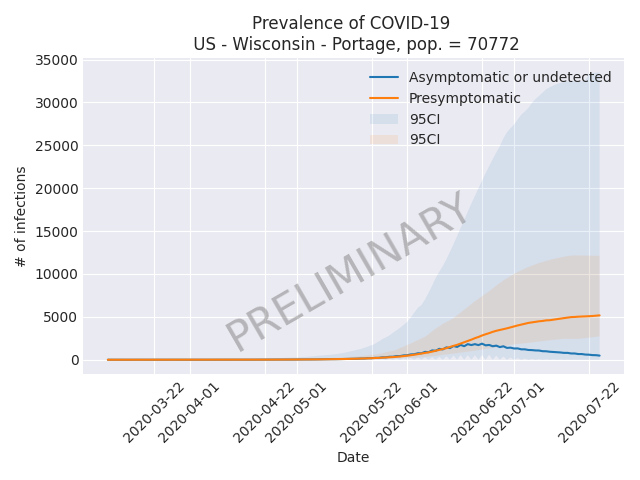 Prevalence of COVID-19
US - Wisconsin - Portage, pop. = 70772
35000
30000
25000
20000
15000
10000
5000
0
# of infections
Asymptomatic or undetected
Presymptomatic
95CI
95CI
PRELIMINARY
2020-03-22
2020-04-01
2020-04-22
2020-05-01
2020-05-22
2020-06-01
2020-06-22
2020-07-01
2020-07-22
Date